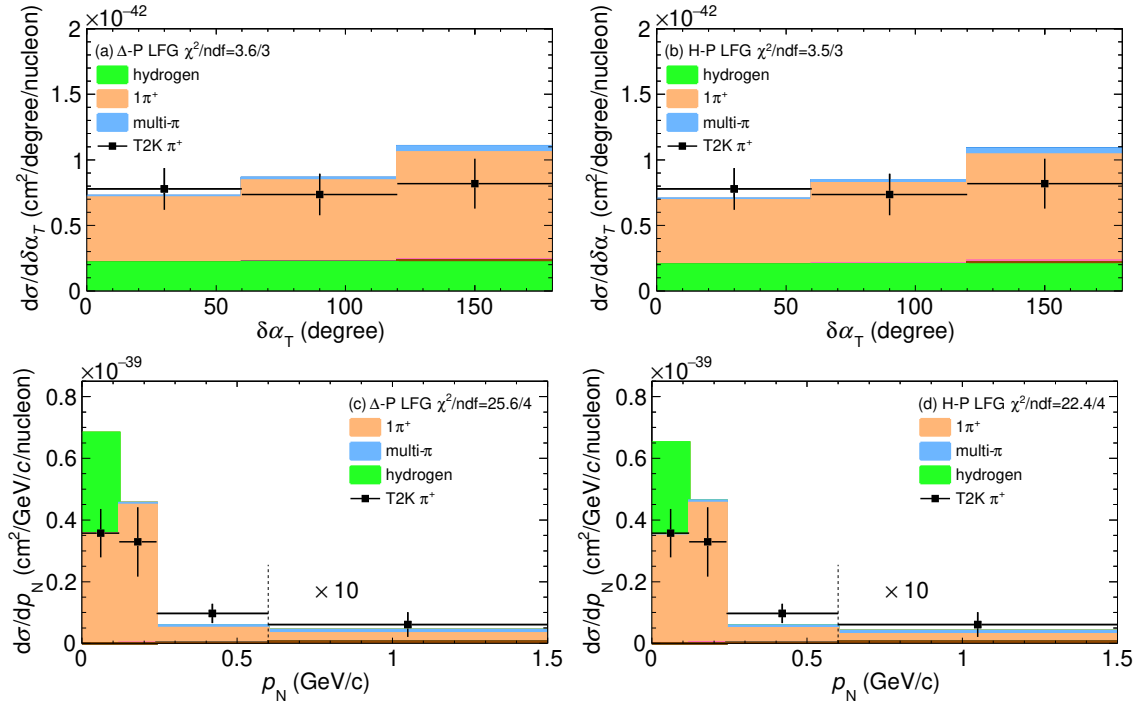 ×10⁻⁴²
dσ/dδα_T (cm²/degree/nucleon)
2
1.5
1
0.5
0
(a) Δ-P LFG χ²/ndf=3.6/3
hydrogen
1π⁺
multi-π
T2K π⁺
0 50 100 150
δα_T (degree)
×10⁻⁴²
dσ/dδα_T (cm²/degree/nucleon)
2
1.5
1
0.5
0
(b) H-P LFG χ²/ndf=3.5/3
hydrogen
1π⁺
multi-π
T2K π⁺
0 50 100 150
δα_T (degree)
×10⁻³⁹
dσ/dp_N (cm²/GeV/c/nucleon)
0.8
0.6
0.4
0.2
0
(c) Δ-P LFG χ²/ndf=25.6/4
1π⁺
multi-π
hydrogen
T2K π⁺
× 10
0 0.5 1 1.5
p_N (GeV/c)
×10⁻³⁹
dσ/dp_N (cm²/GeV/c/nucleon)
0.8
0.6
0.4
0.2
0
(d) H-P LFG χ²/ndf=22.4/4
1π⁺
multi-π
hydrogen
T2K π⁺
× 10
0 0.5 1 1.5
p_N (GeV/c)